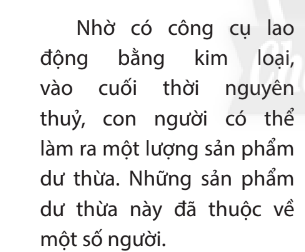 Nhờ có công cụ lao
động bằng kim loại,
vào cuối thời nguyên
thuỷ, con người có thể
làm ra một lượng sản phẩm
dư thừa. Những sản phẩm
dư thừa này đã thuộc về
một số người.